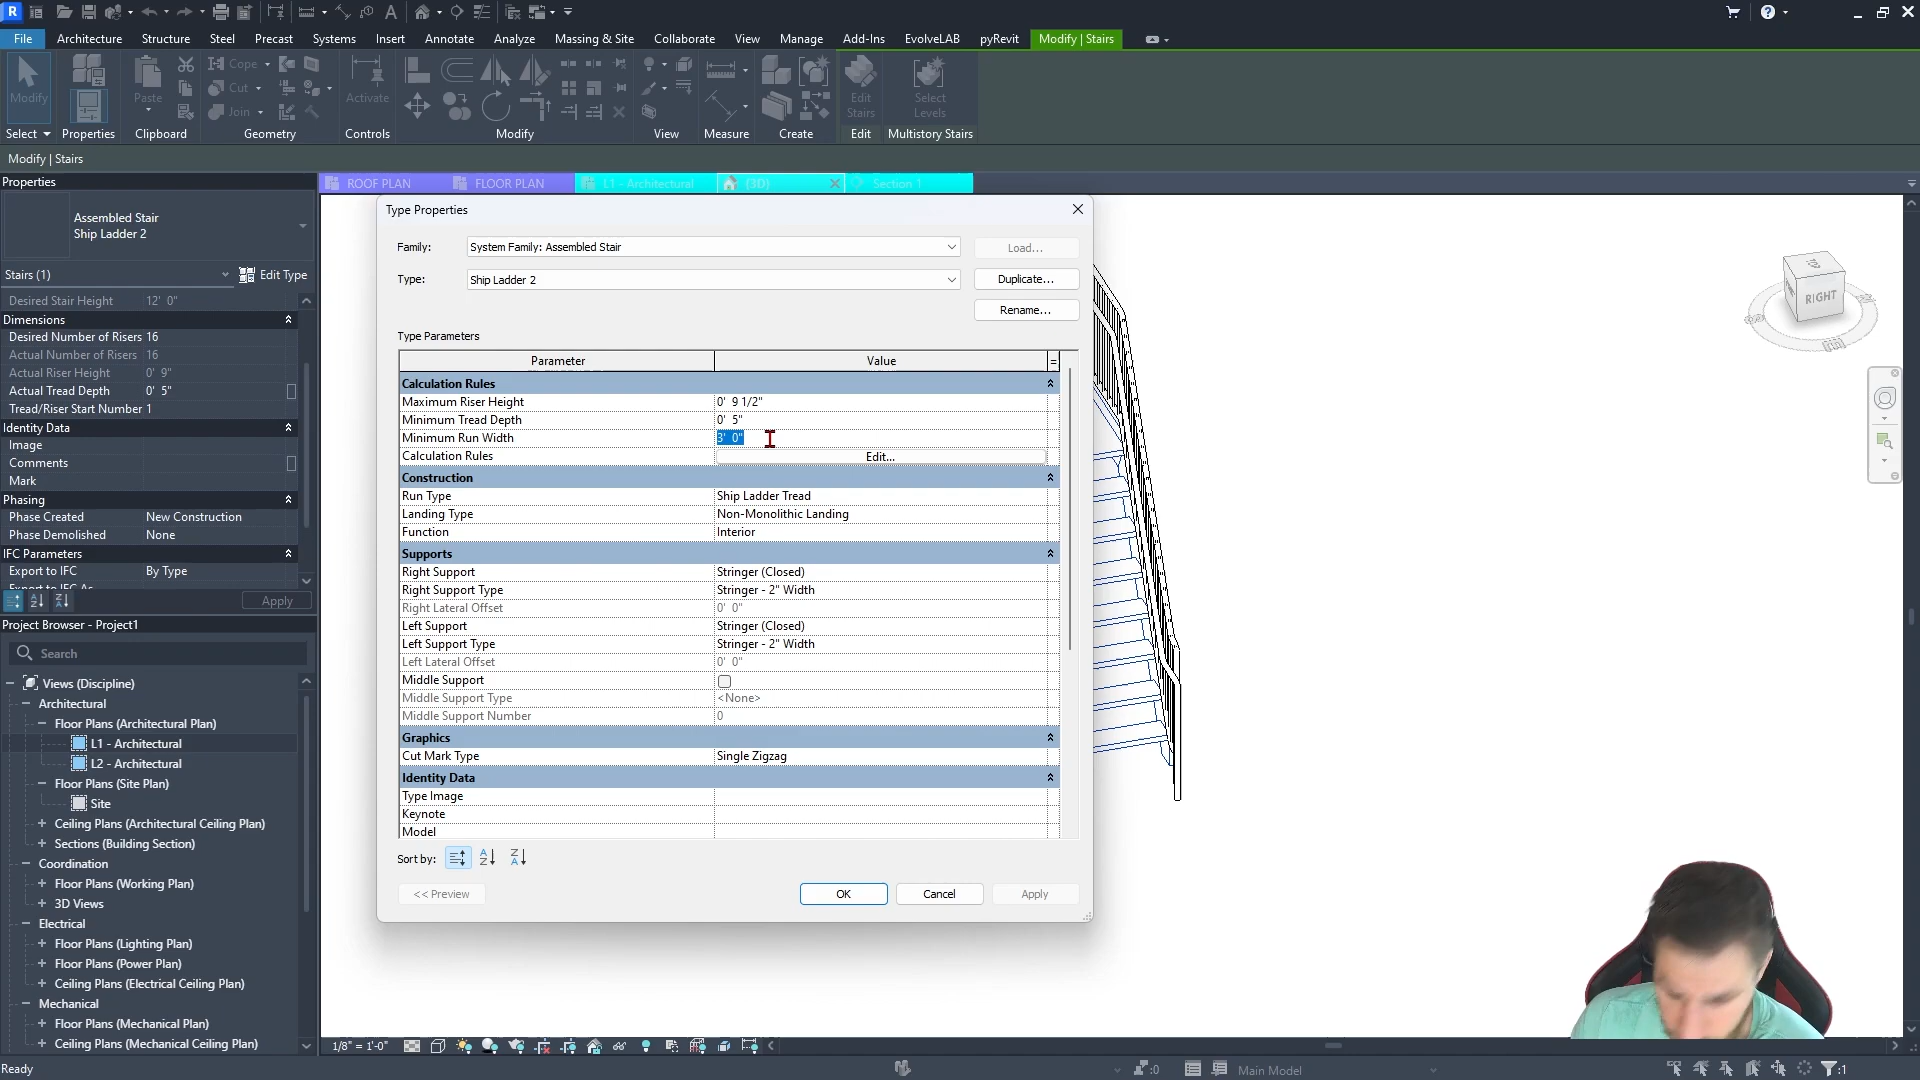 R
File Architecture Structure Steel Precast Systems Insert Annotate Analyze Massing & Site Collaborate View Manage Add-Ins EvolveLAB pyRevit Modify | Stairs
Modify Paste Cope Cut Join Activate Edit Stairs Select Levels
Select Properties Clipboard Geometry Controls Modify View Measure Create Edit Multistory Stairs
Modify | Stairs
Properties
ROOF PLAN FLOOR PLAN L1 - Architectural (3D) Section 1
Assembled Stair
Ship Ladder 2
Stairs (1) Edit Type
Desired Stair Height 12' 0"
Dimensions
Desired Number of Risers 16
Actual Number of Risers 16
Actual Riser Height 0' 9"
Actual Tread Depth 0' 5"
Tread/Riser Start Number 1
Identity Data
Image
Comments
Mark
Phasing
Phase Created New Construction
Phase Demolished None
IFC Parameters
Export to IFC By Type
Export to IFC As
Apply
Project Browser - Project1
Search
Views (Discipline)
Architectural
Floor Plans (Architectural Plan)
L1 - Architectural
L2 - Architectural
Floor Plans (Site Plan)
Site
Ceiling Plans (Architectural Ceiling Plan)
Sections (Building Section)
Coordination
Floor Plans (Working Plan)
3D Views
Electrical
Floor Plans (Lighting Plan)
Floor Plans (Power Plan)
Ceiling Plans (Electrical Ceiling Plan)
Mechanical
Floor Plans (Mechanical Plan)
Ceiling Plans (Mechanical Ceiling Plan)
Type Properties
Family: System Family: Assembled Stair Load...
Type: Ship Ladder 2 Duplicate...
Rename...
Type Parameters
Parameter Value =
Calculation Rules
Maximum Riser Height 0' 9 1/2"
Minimum Tread Depth 0' 5"
Minimum Run Width 3' 0"
Calculation Rules Edit...
Construction
Run Type Ship Ladder Tread
Landing Type Non-Monolithic Landing
Function Interior
Supports
Right Support Stringer (Closed)
Right Support Type Stringer - 2" Width
Right Lateral Offset 0' 0"
Left Support Stringer (Closed)
Left Support Type Stringer - 2" Width
Left Lateral Offset 0' 0"
Middle Support
Middle Support Type <None>
Middle Support Number 0
Graphics
Cut Mark Type Single Zigzag
Identity Data
Type Image
Keynote
Model
Sort by:
<< Preview OK Cancel Apply
TOP
RIGHT
1/8" = 1'-0"
Ready :0 Main Model :1